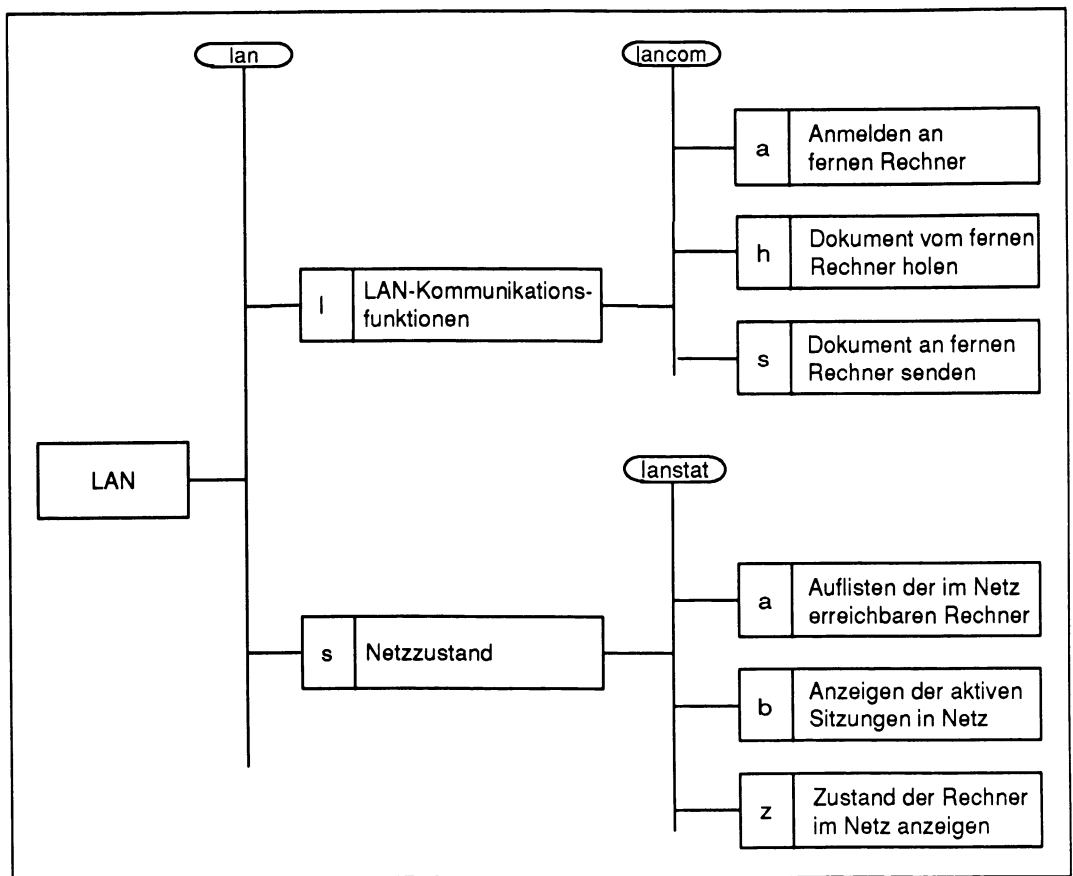 lan
lancom
a
Anmelden an
fernen Rechner
h
Dokument vom fernen
Rechner holen
l
LAN-Kommunikations-
funktionen
s
Dokument an fernen
Rechner senden
LAN
lanstat
a
Auflisten der im Netz
erreichbaren Rechner
s
Netzzustand
b
Anzeigen der aktiven
Sitzungen in Netz
z
Zustand der Rechner
im Netz anzeigen